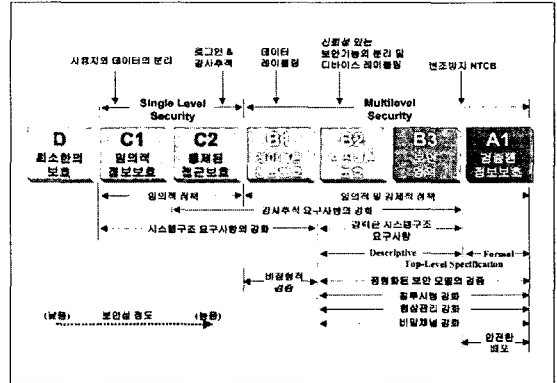 사용자와 데이터의 분리
로그인 &
감사추적
데이터
레이블링
신뢰성 있는
보안기능의 분리 및
디바이스 레이블링
변조방지 NTCB
Single Level
Security
Multilevel
Security
D
최소한의
보호
C1
임의적
정보보호
C2
통제된
접근보호
B1
B2
B3
보안
영역
A1
검증된
정보보호
임의적 정책
임의적 및 강제적 정책
감사추적 요구사항의 강화
시스템구조 요구사항의 강화
강력한 시스템구조
요구사항
Descriptive
Formal
Top-Level Specification
비정형적
검증
정형화된 보안 모델의 검증
침투시험 강화
형상관리 강화
비밀채널 강화
(낮음) 보안성 정도 (높음)
안전한
배포